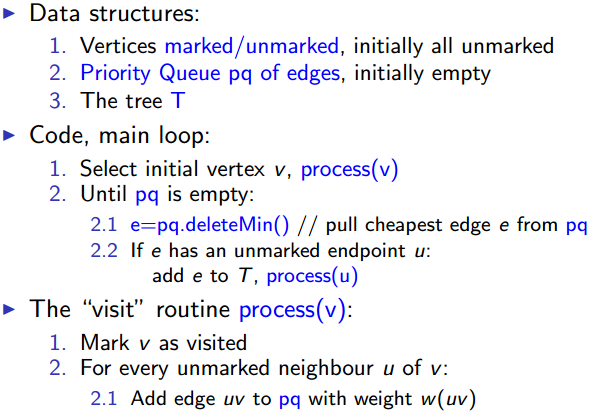 ▶ Data structures:
1. Vertices marked/unmarked, initially all unmarked
2. Priority Queue pq of edges, initially empty
3. The tree T
▶ Code, main loop:
1. Select initial vertex v, process(v)
2. Until pq is empty:
2.1 e=pq.deleteMin() // pull cheapest edge e from pq
2.2 If e has an unmarked endpoint u:
add e to T, process(u)
▶ The “visit” routine process(v):
1. Mark v as visited
2. For every unmarked neighbour u of v:
2.1 Add edge uv to pq with weight w(uv)